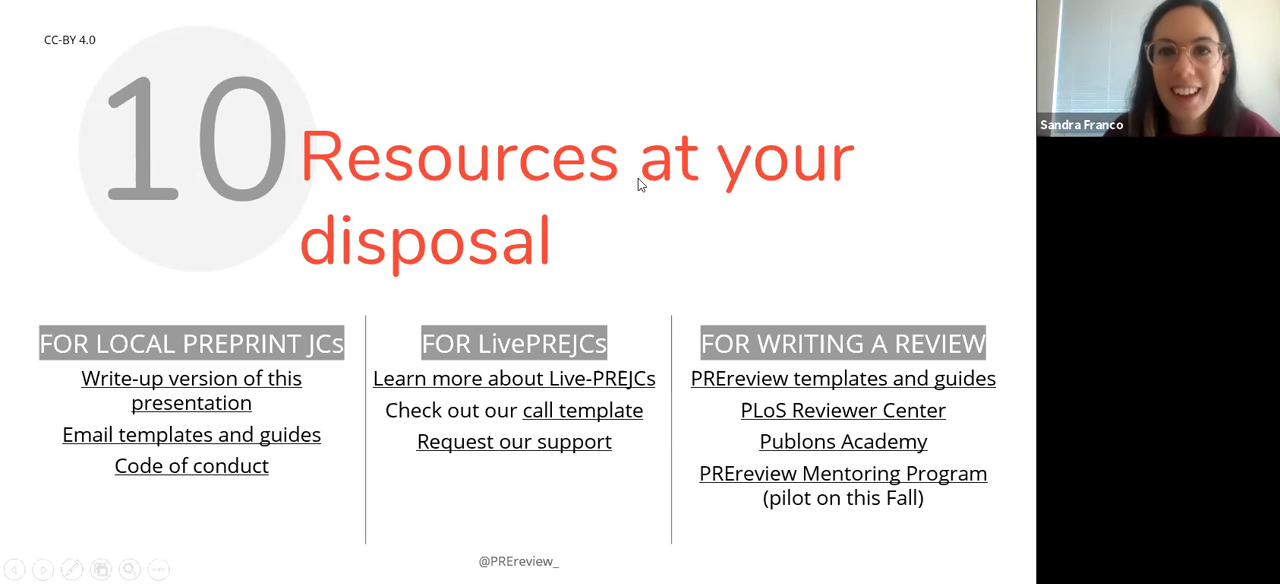 CC-BY 4.0
10
Resources at your
disposal
Sandra Franco
FOR LOCAL PREPRINT JCs
Write-up version of this
presentation
Email templates and guides
Code of conduct
FOR LivePREJCs
Learn more about Live-PREJCs
Check out our call template
Request our support
FOR WRITING A REVIEW
PREreview templates and guides
PLoS Reviewer Center
Publons Academy
PREreview Mentoring Program
(pilot on this Fall)
@PREreview_